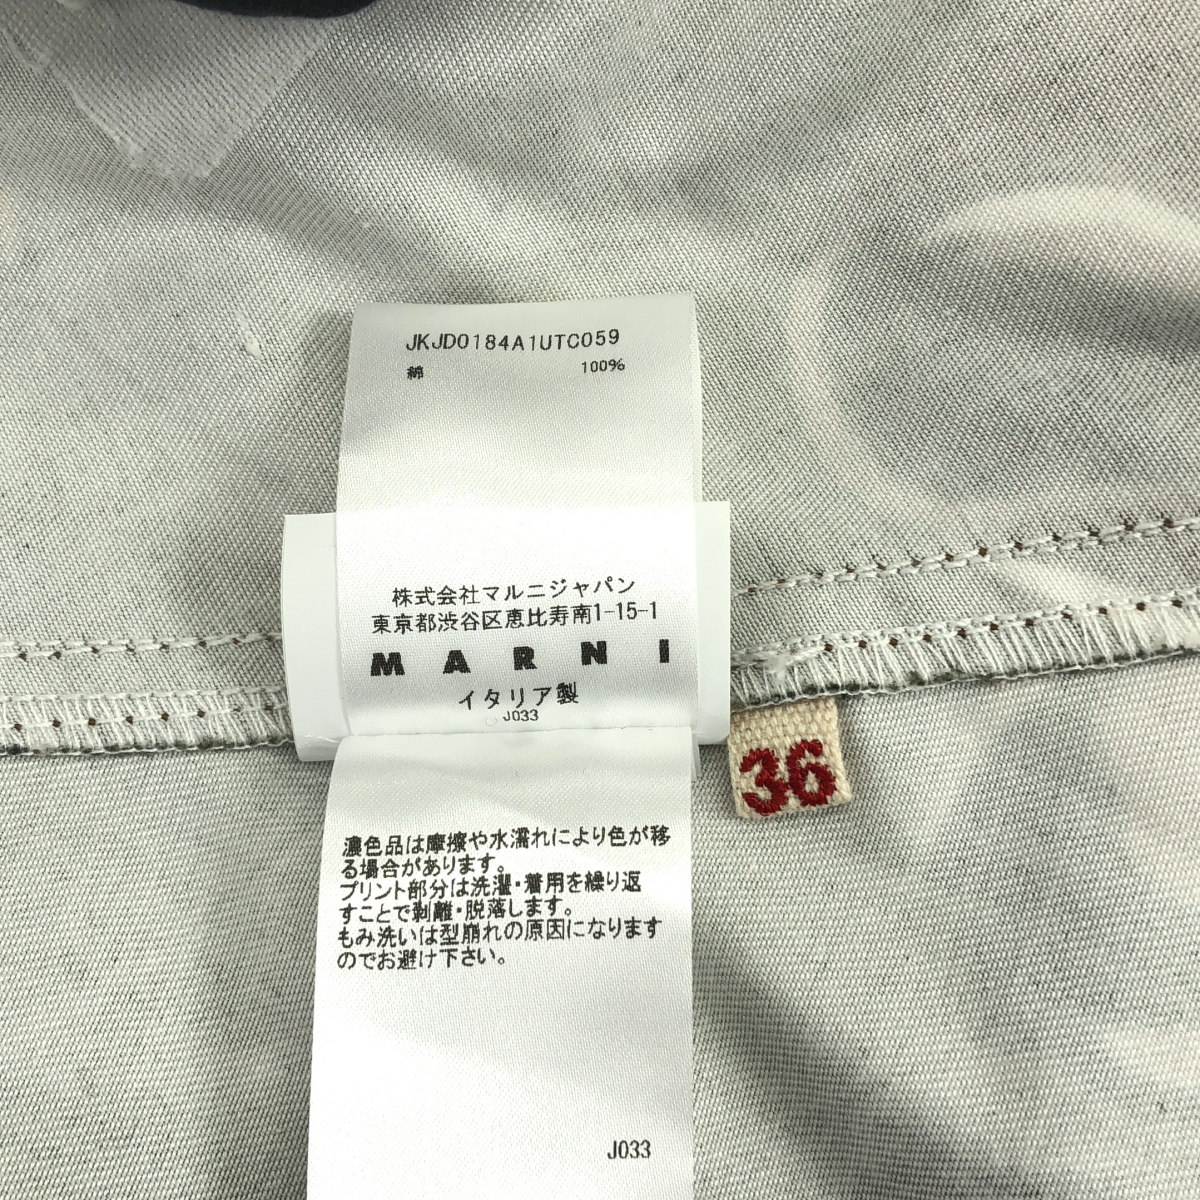 JKJD0184A1UTC059
綿 100%
株式会社マルニジャパン
東京都渋谷区恵比寿南1-15-1
MARNI
イタリア製
J033
36
濃色品は摩擦や水濡れにより色が移
る場合があります。
プリント部分は洗濯・着用を繰り返
すことで剥離・脱落します。
もみ洗いは型崩れの原因になります
のでお避け下さい。
J033